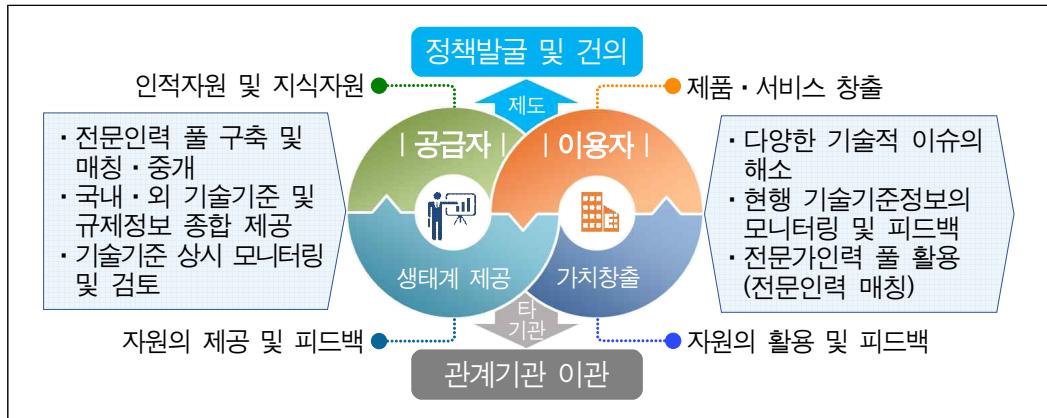 정책발굴 및 건의
인적자원 및 지식자원
제도
제품·서비스 창출
· 전문인력 풀 구축 및
매칭·중개
· 국내·외 기술기준 및
규제정보 종합 제공
· 기술기준 상시 모니터링
및 검토
| 공급자 |
| 이용자 |
생태계 제공
가치창출
· 다양한 기술적 이슈의
해소
· 현행 기술기준정보의
모니터링 및 피드백
· 전문가인력 풀 활용
(전문인력 매칭)
자원의 제공 및 피드백
타
기관
자원의 활용 및 피드백
관계기관 이관